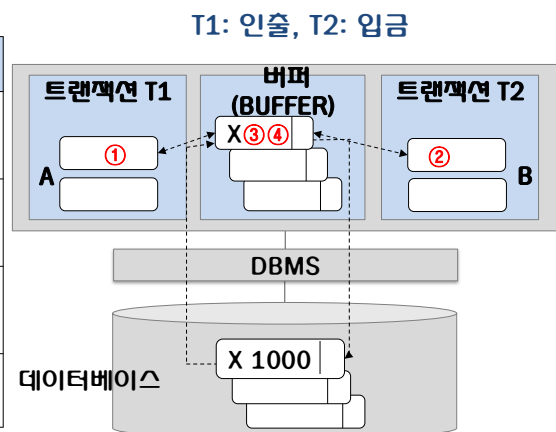 T1: 인출, T2: 입금
트랜잭션 T1
버퍼
(BUFFER)
트랜잭션 T2
X③④
①
②
A
B
DBMS
X 1000
데이터베이스